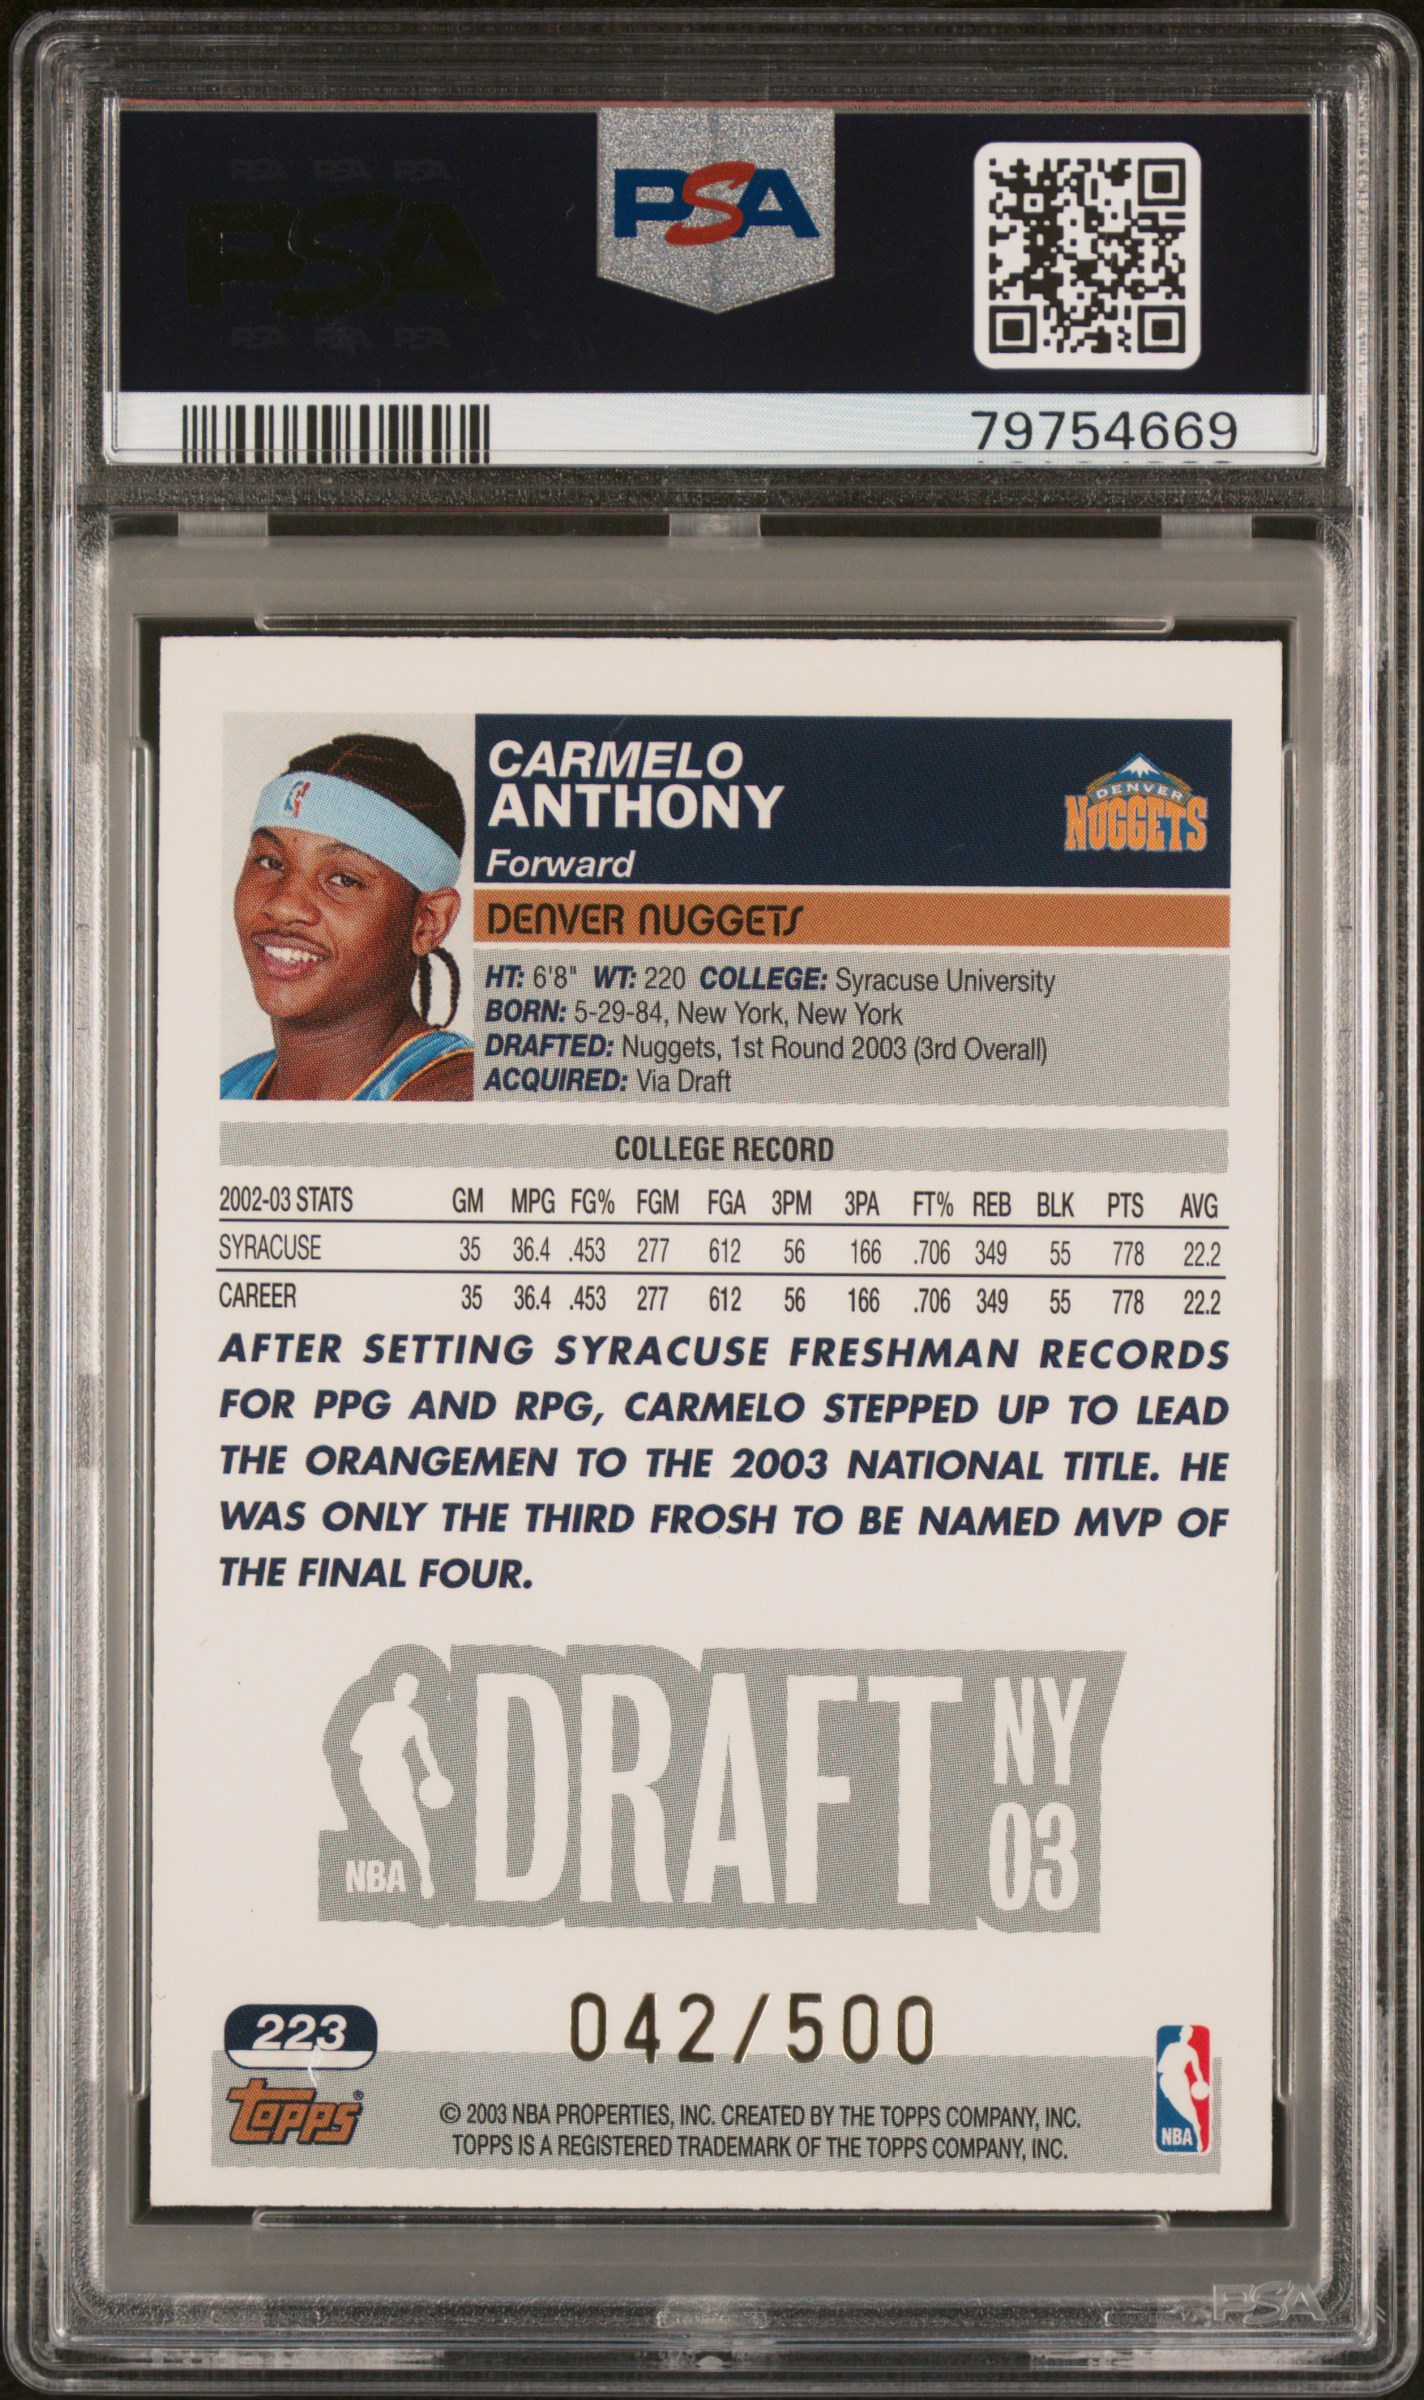 PSA PSA PSA
PSA
PSA PSA PSA
PSA
79754669
CARMELO
ANTHONY
Forward
DENVER
NUGGETS
DENVER NUGGETS
HT: 6'8" WT: 220 COLLEGE: Syracuse University
BORN: 5-29-84, New York, New York
DRAFTED: Nuggets, 1st Round 2003 (3rd Overall)
ACQUIRED: Via Draft
COLLEGE RECORD
2002-03 STATS GM MPG FG% FGM FGA 3PM 3PA FT% REB BLK PTS AVG
SYRACUSE 35 36.4 .453 277 612 56 166 .706 349 55 778 22.2
CAREER 35 36.4 .453 277 612 56 166 .706 349 55 778 22.2
AFTER SETTING SYRACUSE FRESHMAN RECORDS
FOR PPG AND RPG, CARMELO STEPPED UP TO LEAD
THE ORANGEMEN TO THE 2003 NATIONAL TITLE. HE
WAS ONLY THE THIRD FROSH TO BE NAMED MVP OF
THE FINAL FOUR.
NBA DRAFT NY
03
042/500
223
topps®
© 2003 NBA PROPERTIES, INC. CREATED BY THE TOPPS COMPANY, INC.
TOPPS IS A REGISTERED TRADEMARK OF THE TOPPS COMPANY, INC.
NBA
PSA